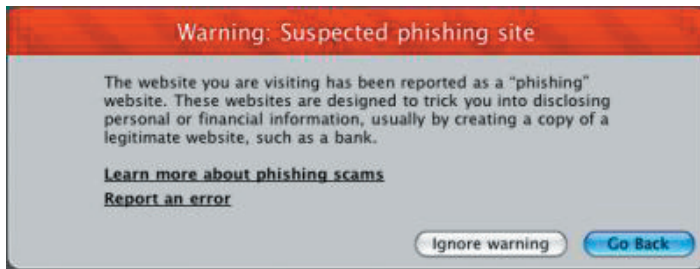 Warning: Suspected phishing site
The website you are visiting has been reported as a “phishing”
website. These websites are designed to trick you into disclosing
personal or financial information, usually by creating a copy of a
legitimate website, such as a bank.
Learn more about phishing scams
Report an error
Ignore warning
Go Back